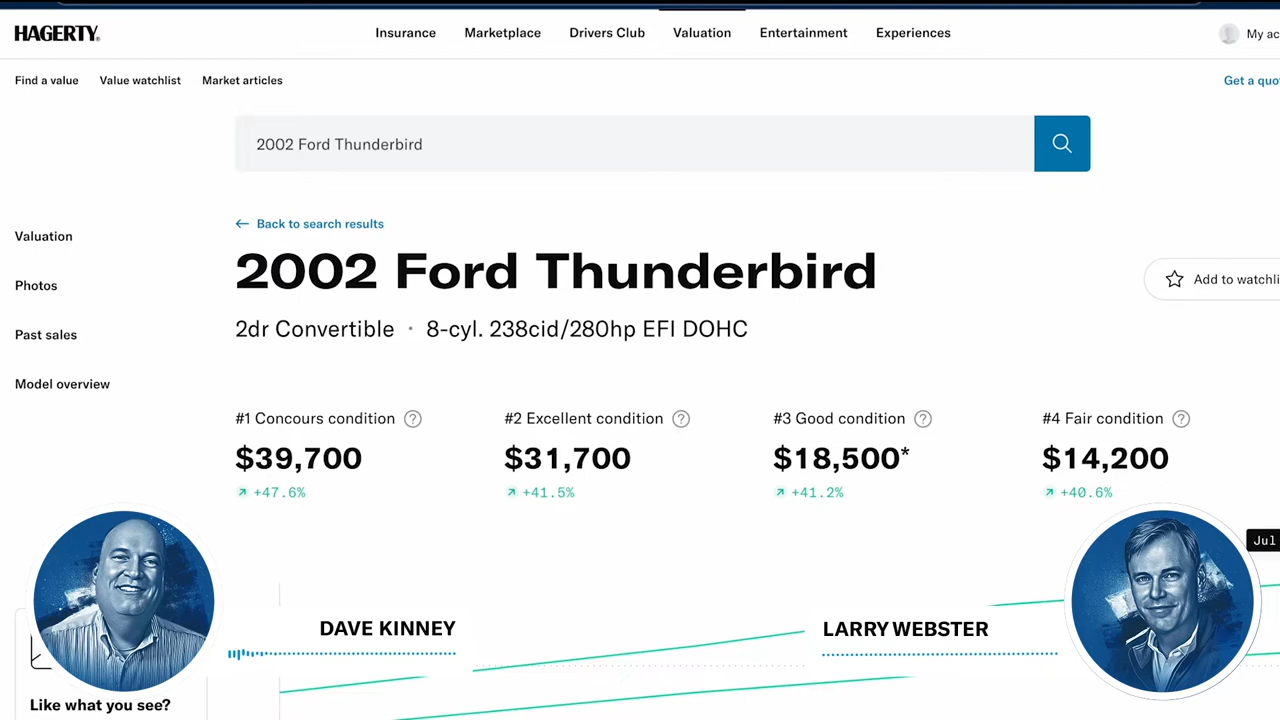 HAGERTY®
Insurance
Marketplace
Drivers Club
Valuation
Entertainment
Experiences
My ac
Find a value
Value watchlist
Market articles
Get a quo
2002 Ford Thunderbird
Valuation
Photos
Past sales
Model overview
← Back to search results
2002 Ford Thunderbird
Add to watchli
2dr Convertible · 8-cyl. 238cid/280hp EFI DOHC
#1 Concours condition ?
$39,700
+47.6%
#2 Excellent condition ?
$31,700
+41.5%
#3 Good condition ?
$18,500*
+41.2%
#4 Fair condition ?
$14,200
+40.6%
Jul
DAVE KINNEY
LARRY WEBSTER
Like what you see?